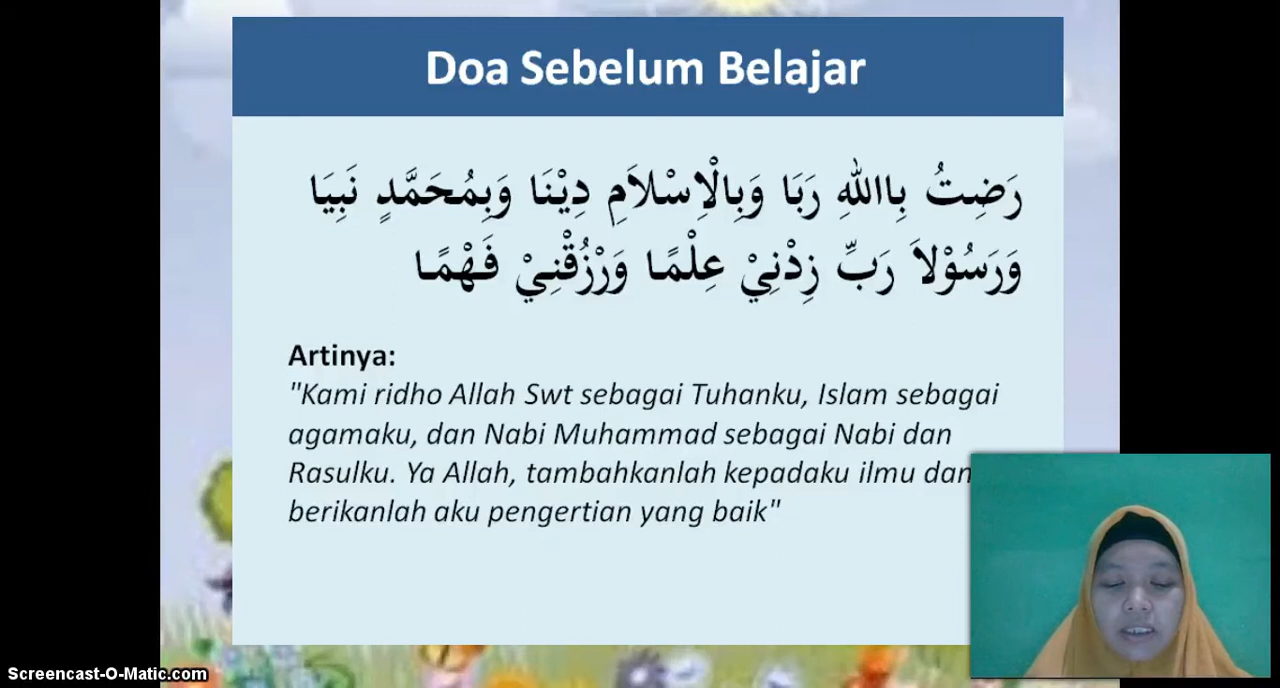 Doa Sebelum Belajar
رَضِتُ بِااللهِ رَبَا وَبِالْاِسْلاَمِ دِيْنَا وَبِمُحَمَّدٍ نَبِيَا
وَرَسُوْلاَ رَبِّ زِدْنِيْ عِلْمًا وَرْزُقْنِيْ فَهْمًا
Artinya:
"Kami ridho Allah Swt sebagai Tuhanku, Islam sebagai
agamaku, dan Nabi Muhammad sebagai Nabi dan
Rasulku. Ya Allah, tambahkanlah kepadaku ilmu dan
berikanlah aku pengertian yang baik"
Screencast-O-Matic.com